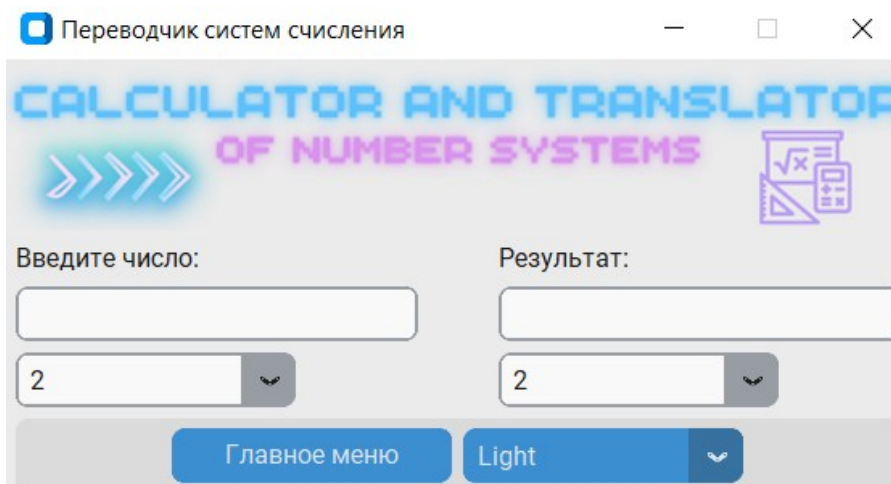 Переводчик систем счисления
CALCULATOR AND TRANSLATOR
OF NUMBER SYSTEMS
Введите число:
Результат:
2
2
Главное меню
Light